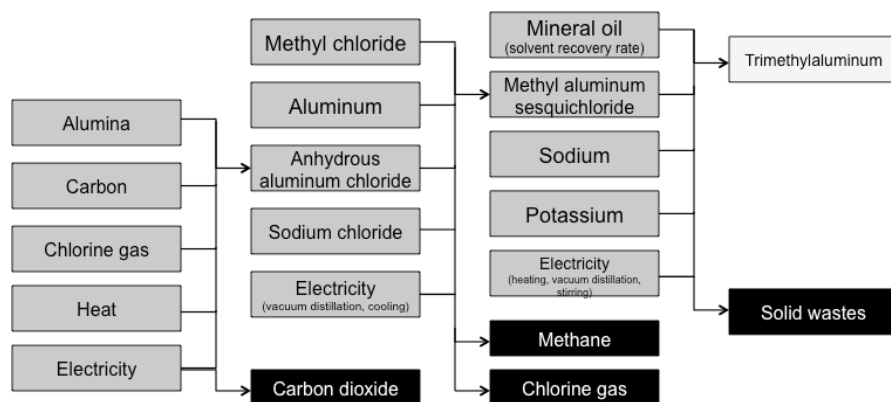 Alumina
Carbon
Chlorine gas
Heat
Electricity
Methyl chloride
Aluminum
Anhydrous
aluminum chloride
Sodium chloride
Electricity
(vacuum distillation, cooling)
Carbon dioxide
Mineral oil
(solvent recovery rate)
Methyl aluminum
sesquichloride
Sodium
Potassium
Electricity
(heating, vacuum distillation,
stirring)
Methane
Chlorine gas
Trimethylaluminum
Solid wastes